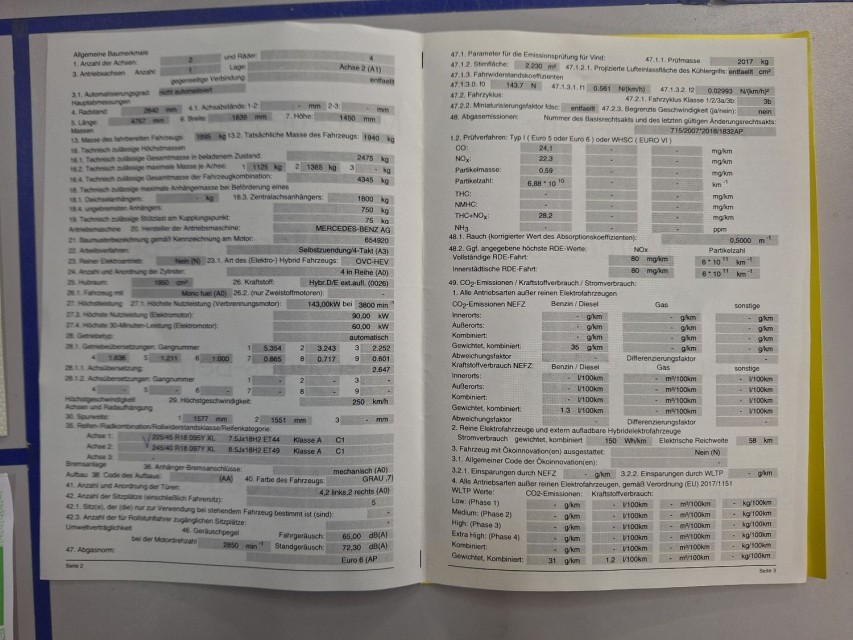 Allgemeine Baumerkmale
1. Anzahl der Achsen: 2 und Räder: 4
3. Antriebsachsen Anzahl 1 Lage: Achse 2 (A1)
gegenseitige Verbindung entfaellt
3.1. Automatisierungsgrad: nicht automatisiert
Hauptabmessungen
4. Radstand: 2840 mm 4.1. Achsabstände: 1-2: - mm 2-3: - mm
5. Länge: 4757 mm 6. Breite: 1839 mm 7. Höhe: 1450 mm
Massen
13. Masse des fahrbereiten Fahrzeugs: 1895 kg 13.2. Tatsächliche Masse des Fahrzeugs: 1940 kg
16. Technisch zulässige Höchstmassen
16.1. Technisch zulässige Gesamtmasse in beladenem Zustand: 2475 kg
16.2. Technisch zulässige maximale Masje je Achse: 1 1125 kg 2 1365 kg 3 - kg
16.4. Technisch zulässige Gesamtmasse der Fahrzeugkombination: 4345 kg
18. Technisch zulässige maximale Anhängemasse bei Beförderung eines
18.1. Deichselanhängers: - kg 18.3. Zentralachsanhängers: 1800 kg
18.4. ungebremsten Anhängers: 750 kg
19. Technisch zulässige Stützlast am Kupplungspunkt: 75 kg
Antriebsmaschine 20. Hersteller der Antriebsmaschine: MERCEDES-BENZ AG
21. Baumusterbezeichnung gemäß Kennzeichnung am Motor: 654920
22. Arbeitsverfahren: Selbstzuendung/4-Takt (A3)
23. Reiner Elektroantrieb: Nein (N) 23.1. Art des (Elektro-) Hybrid Fahrzeugs: OVC-HEV
24. Anzahl und Anordnung der Zylinder: 4 in Reihe (A0)
25. Hubraum: 1950 cm³ 26. Kraftstoff: Hybr.D/E ext.aufl. (0026)
26.1. Fahrzeug mit Mono fuel (A0) 26.2. (nur Zweistoffmotoren) -
27. Höchstleistung 27.1. Höchste Nutzleistung (Verbrennungsmotor): 143,00kW bei 3800 min⁻¹
27.3. Höchste Nutzleistung (Elektromotor): 90,00 kW
27.4. Höchste 30-Minuten-Leistung (Elektromotor): 60,00 kW
28. Getriebetyp: automatisch
28.1. Getriebeübersetzungen: Gangnummer 1 5.354 2 3.243 3 2.252
4 1.636 5 1.211 6 1.000 7 0.865 8 0.717 9 0.601
28.1.1. Achsübersetzung: 2.647
28.1.2. Achsübersetzungen: Gangnummer 1 - 2 - 3 -
4 - 5 - 6 - 7 - 8 - 9 -
Höchstgeschwindigkeit 29. Höchstgeschwindigkeit: 250 km/h
Achsen und Radaufhängung
30. Spurweite: 1 1577 mm 2 1551 mm 3 - mm
35. Reifen-/Radkombination/Rollwiderstandsklasse/Reifenkategorie:
Achse 1: 225/45 R18 095Y XL 7.5Jx18H2 ET44 Klasse A C1
Achse 2: 245/40 R18 097Y XL 8.5Jx18H2 ET49 Klasse A C1
Achse 3:
Bremsanlage 36. Anhänger-Bremsanschlüsse: mechanisch (A0)
Aufbau 38. Code des Aufbaus: (AA) 40. Farbe des Fahrzeugs: GRAU ,7)
41. Anzahl und Anordnung der Türen: 4,2 links,2 rechts (A0)
42. Anzahl der Sitzplätze (einschließlich Fahrersitz): 5
42.1. Sitz(e), der (die) nur zur Verwendung bei stehendem Fahrzeug bestimmt ist (sind): -
42.3. Anzahl der für Rollstuhlfahrer zugänglichen Sitzplätze: -
Umweltverträglichkeit 46. Geräuschpegel Fahrgeräusch: 65,00 dB(A)
bei der Motordrehzahl 2850 min⁻¹ Standgeräusch: 72,30 dB(A)
47. Abgasnorm: Euro 6 (AP
Seite 2
47.1. Parameter für die Emissionsprüfung für Vind: 47.1.1. Prüfmasse 2017 kg
47.1.2. Stirnfläche: 2.230 m² 47.1.2.1. Projizierte Lufteinlassfläche des Kühlergrills: entfaellt cm²
47.1.3. Fahrwiderstandskoeffizienten
47.1.3.0. f0 143.7 N 47.1.3.1. f1 0.561 N/(km/h) 47.1.3.2. f2 0.02993 N/(km/h)²
47.2. Fahrzyklus: 47.2.1. Fahrzyklus Klasse 1/2/3a/3b 3b
47.2.2. Miniaturisierungsfaktor fdsc: entfaellt 47.2.3. Begrenzte Geschwindigkeit (ja/nein): nein
48. Abgasemissionen: Nummer des Basisrechtsakts und des letzten gültigen Änderungsrechtsakts
715/2007*2018/1832AP
1.2. Prüfverfahren: Typ I ( Euro 5 oder Euro 6 ) oder WHSC ( EURO VI )
CO: 24,1 - - mg/km
NOx: 22,3 - - mg/km
Partikelmasse: 0,59 - - mg/km
Partikelzahl: 6,88 * 10 ¹⁰ - - km ⁻¹
THC: - - - mg/km
NMHC: - - - mg/km
THC+NOx: 28,2 - - mg/km
NH3 - - - ppm
48.1. Rauch (korrigierter Wert des Absorptionskoeffizienten): 0,5000 m⁻¹
48.2. Ggf. angegebene höchste RDE-Werte: NOx Partikelzahl
Vollständige RDE-Fahrt: 80 mg/km 6 * 10 ¹¹ km⁻¹
Innerstädtische RDE-Fahrt: 80 mg/km 6 * 10 ¹¹ km⁻¹
49. CO2-Emissionen / Kraftstoffverbrauch / Stromverbrauch:
1. Alle Antriebsarten außer reinen Elektrofahrzeugen
CO2-Emissionen NEFZ Benzin / Diesel Gas sonstige
Innerorts: - g/km - g/km - g/km
Außerorts: - g/km - g/km - g/km
Kombiniert: - g/km - g/km - g/km
Gewichtet, kombiniert: 35 g/km - g/km - g/km
Abweichungsfaktor - Differenzierungsfaktor -
Kraftstoffverbrauch NEFZ: Benzin / Diesel Gas sonstige
Innerorts: - l/100km - m³/100km - l/100km
Außerorts: - l/100km - m³/100km - l/100km
Kombiniert: - l/100km - m³/100km - l/100km
Gewichtet, kombiniert 1.3 l/100km - m³/100km - l/100km
Abweichungsfaktor - Differenzierungsfaktor -
2. Reine Elektrofahrzeuge und extern aufladbare Hybridelektrofahrzeuge
Stromverbrauch gewichtet, kombiniert 150 Wh/km Elektrische Reichweite 58 km
3. Fahrzeug mit Ökoinnovation(en) ausgestattet: Nein (N)
3.1. Allgemeiner Code der Ökoinnovation(en): -
3.2.1. Einsparungen durch NEFZ - g/km 3.2.2. Einsparungen durch WLTP - g/km
4. Alle Antriebsarten außer reinen Elektrofahrzeugen, gemäß Verordnung (EU) 2017/1151
WLTP Werte: CO2-Emissionen: Kraftstoffverbrauch:
Low: (Phase 1) - g/km - l/100km - m³/100km - kg/100km
Medium: (Phase 2) - g/km - l/100km - m³/100km - kg/100km
High: (Phase 3) - g/km - l/100km - m³/100km - kg/100km
Extra High: (Phase 4) - g/km - l/100km - m³/100km - kg/100km
Kombiniert: - g/km - l/100km - m³/100km - kg/100km
Gewichtet, Kombiniert: 31 g/km 1.2 l/100km - m³/100km - kg/100km
Seite 3